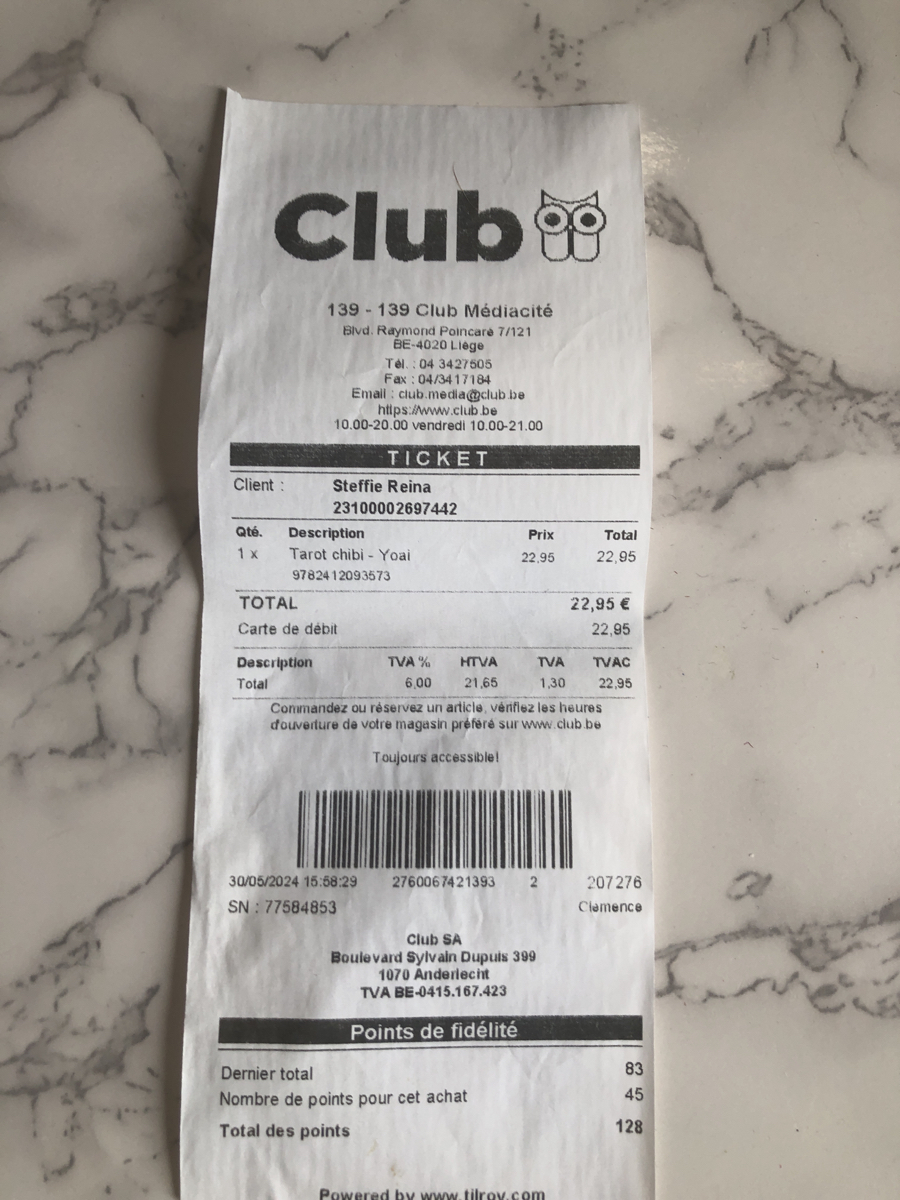 Club
139 - 139 Club Médiacité
Blvd. Raymond Poincaré 7/121
BE-4020 Liège
Tél. : 04 3427605
Fax : 04/3417184
Email : club.media@club.be
https://www.club.be
10.00-20.00 vendredi 10.00-21.00
TICKET
Client : Steffie Reina
23100002697442
Qté. Description Prix Total
1 x Tarot chibi - Yoai 22,95 22,95
9782412093573
TOTAL 22,95 €
Carte de débit 22,95
Description TVA % HTVA TVA TVAC
Total 6,00 21,65 1,30 22,95
Commandez ou réservez un article, vérifiez les heures
d'ouverture de votre magasin préféré sur www.club.be
Toujours accessible!
30/05/2024 15:58:29 2760067421393 2 207276
SN : 77584853 Clémence
Club SA
Boulevard Sylvain Dupuis 399
1070 Anderlecht
TVA BE-0415.167.423
Points de fidélité
Dernier total 83
Nombre de points pour cet achat 45
Total des points 128
Powered by www.tilroy.com